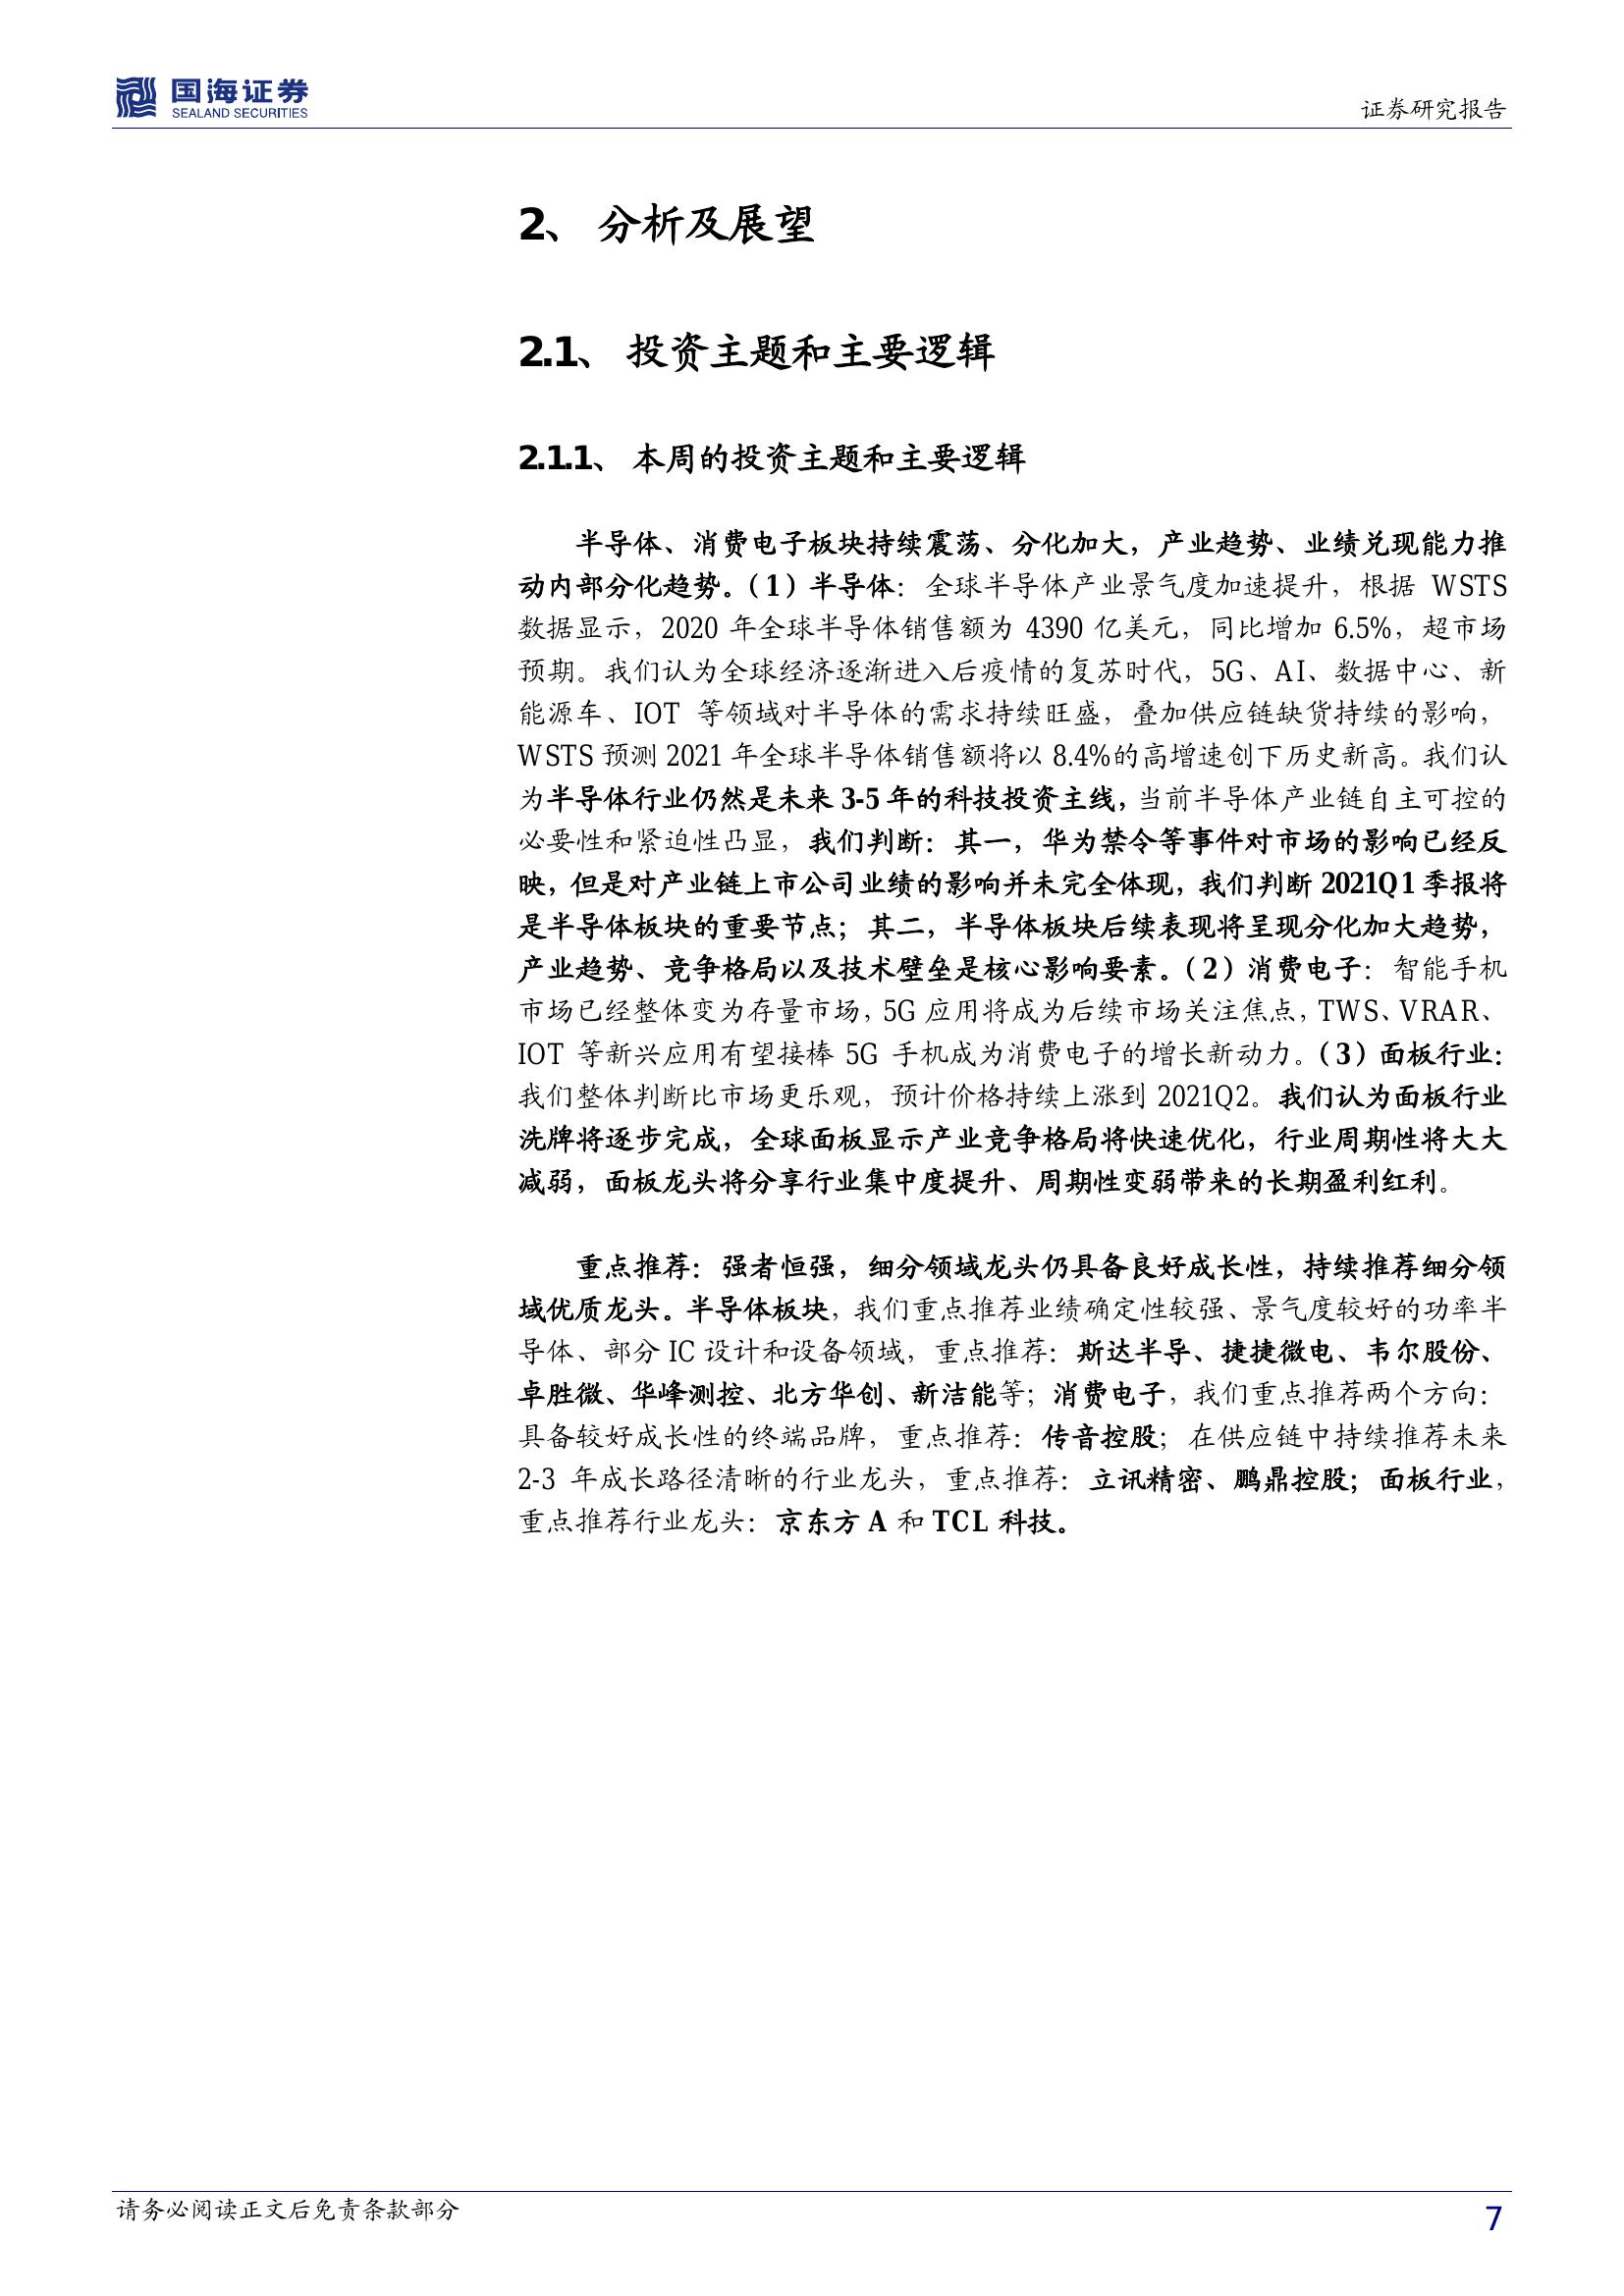 国海证券
SEALAND SECURITIES
证券研究报告
2、 分析及展望
2.1、 投资主题和主要逻辑
2.1.1、 本周的投资主题和主要逻辑
半导体、消费电子板块持续震荡、分化加大，产业趋势、业绩兑现能力推
动内部分化趋势。（1）半导体：全球半导体产业景气度加速提升，根据 WSTS
数据显示，2020 年全球半导体销售额为 4390 亿美元，同比增加 6.5%，超市场
预期。我们认为全球经济逐渐进入后疫情的复苏时代，5G、AI、数据中心、新
能源车、IOT 等领域对半导体的需求持续旺盛，叠加供应链缺货持续的影响，
WSTS 预测 2021 年全球半导体销售额将以 8.4%的高增速创下历史新高。我们认
为半导体行业仍然是未来 3-5 年的科技投资主线，当前半导体产业链自主可控的
必要性和紧迫性凸显，我们判断：其一，华为禁令等事件对市场的影响已经反
映，但是对产业链上市公司业绩的影响并未完全体现，我们判断 2021Q1 季报将
是半导体板块的重要节点；其二，半导体板块后续表现将呈现分化加大趋势，
产业趋势、竞争格局以及技术壁垒是核心影响要素。（2）消费电子：智能手机
市场已经整体变为存量市场，5G 应用将成为后续市场关注焦点，TWS、VRAR、
IOT 等新兴应用有望接棒 5G 手机成为消费电子的增长新动力。（3）面板行业：
我们整体判断比市场更乐观，预计价格持续上涨到 2021Q2。我们认为面板行业
洗牌将逐步完成，全球面板显示产业竞争格局将快速优化，行业周期性将大大
减弱，面板龙头将分享行业集中度提升、周期性变弱带来的长期盈利红利。
重点推荐：强者恒强，细分领域龙头仍具备良好成长性，持续推荐细分领
域优质龙头。半导体板块，我们重点推荐业绩确定性较强、景气度较好的功率半
导体、部分 IC 设计和设备领域，重点推荐：斯达半导、捷捷微电、韦尔股份、
卓胜微、华峰测控、北方华创、新洁能等；消费电子，我们重点推荐两个方向：
具备较好成长性的终端品牌，重点推荐：传音控股；在供应链中持续推荐未来
2-3 年成长路径清晰的行业龙头，重点推荐：立讯精密、鹏鼎控股；面板行业，
重点推荐行业龙头：京东方 A 和 TCL 科技。
请务必阅读正文后免责条款部分
7